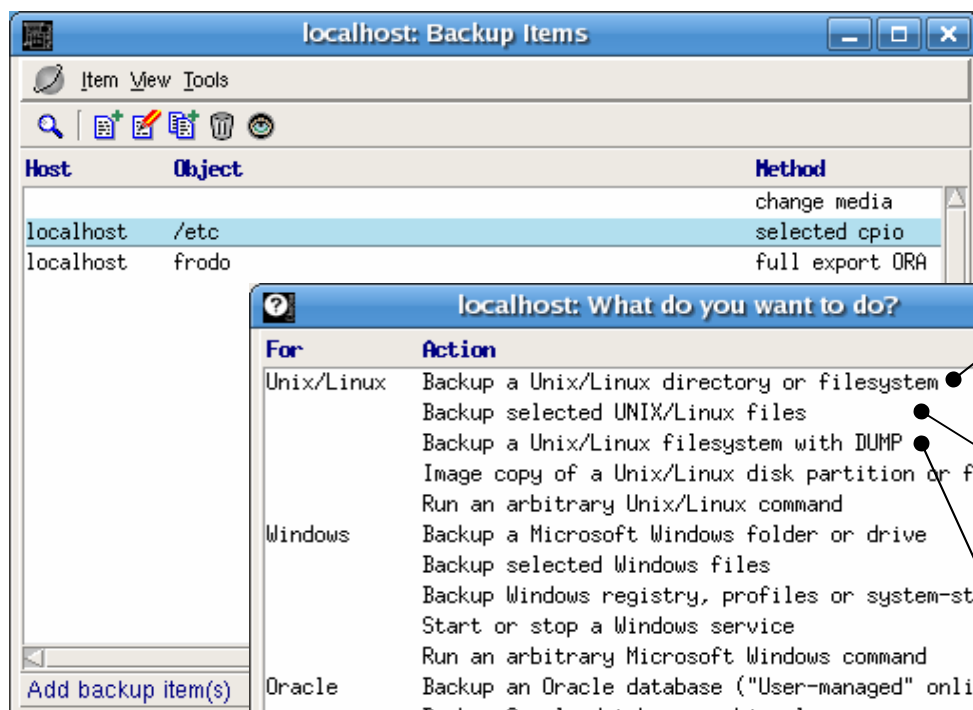 localhost: Backup Items
Item View Tools
Host Object Method
change media
localhost /etc selected cpio
localhost frodo full export ORA
localhost: What do you want to do?
For Action
Unix/Linux Backup a Unix/Linux directory or filesystem
Backup selected UNIX/Linux files
Backup a Unix/Linux filesystem with DUMP
Image copy of a Unix/Linux disk partition or f
Run an arbitrary Unix/Linux command
Windows Backup a Microsoft Windows folder or drive
Backup selected Windows files
Backup Windows registry, profiles or system-st
Start or stop a Windows service
Run an arbitrary Microsoft Windows command
Add backup item(s)
Oracle Backup an Oracle database ("User-managed" onli